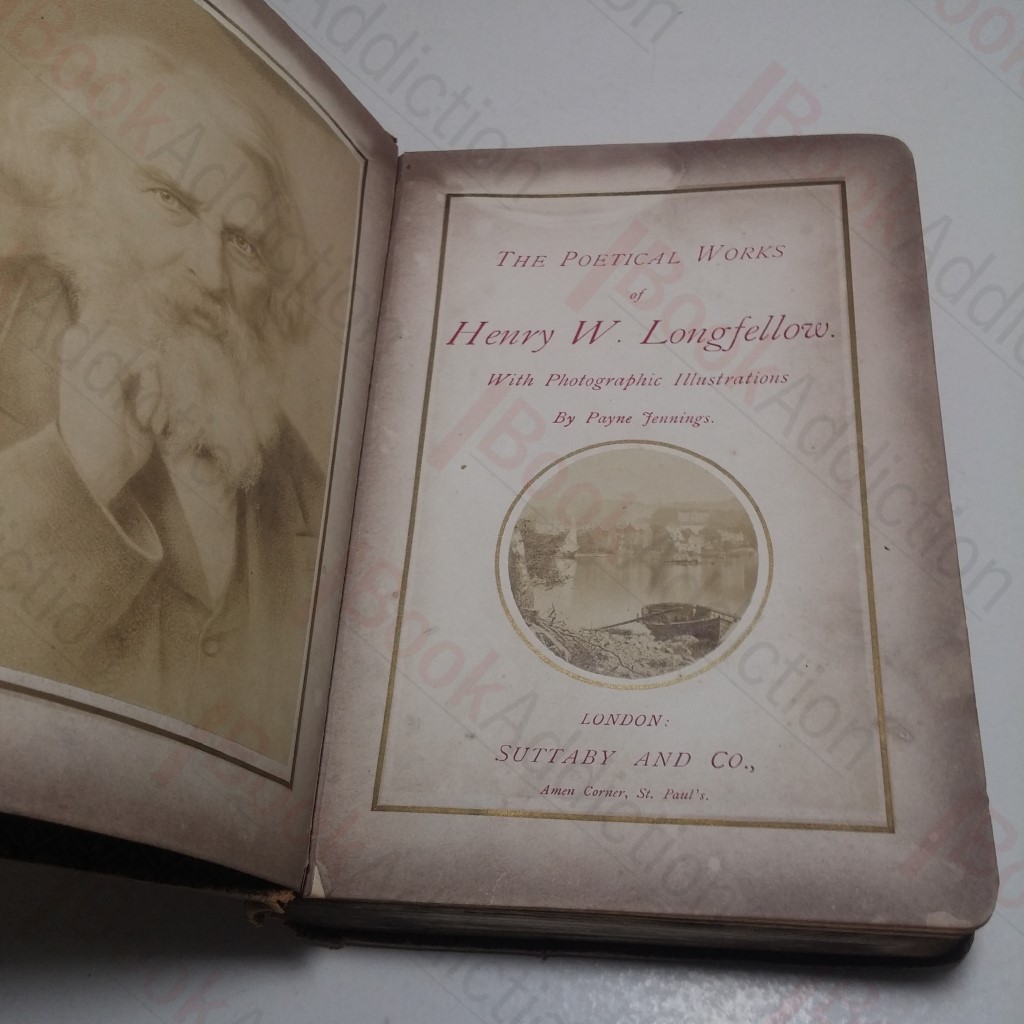 THE POETICAL WORKS
of
Henry W. Longfellow.
With Photographic Illustrations
By Payne Jennings.
LONDON:
SUTTABY AND CO.,
Amen Corner, St. Paul's.
BookAddiction